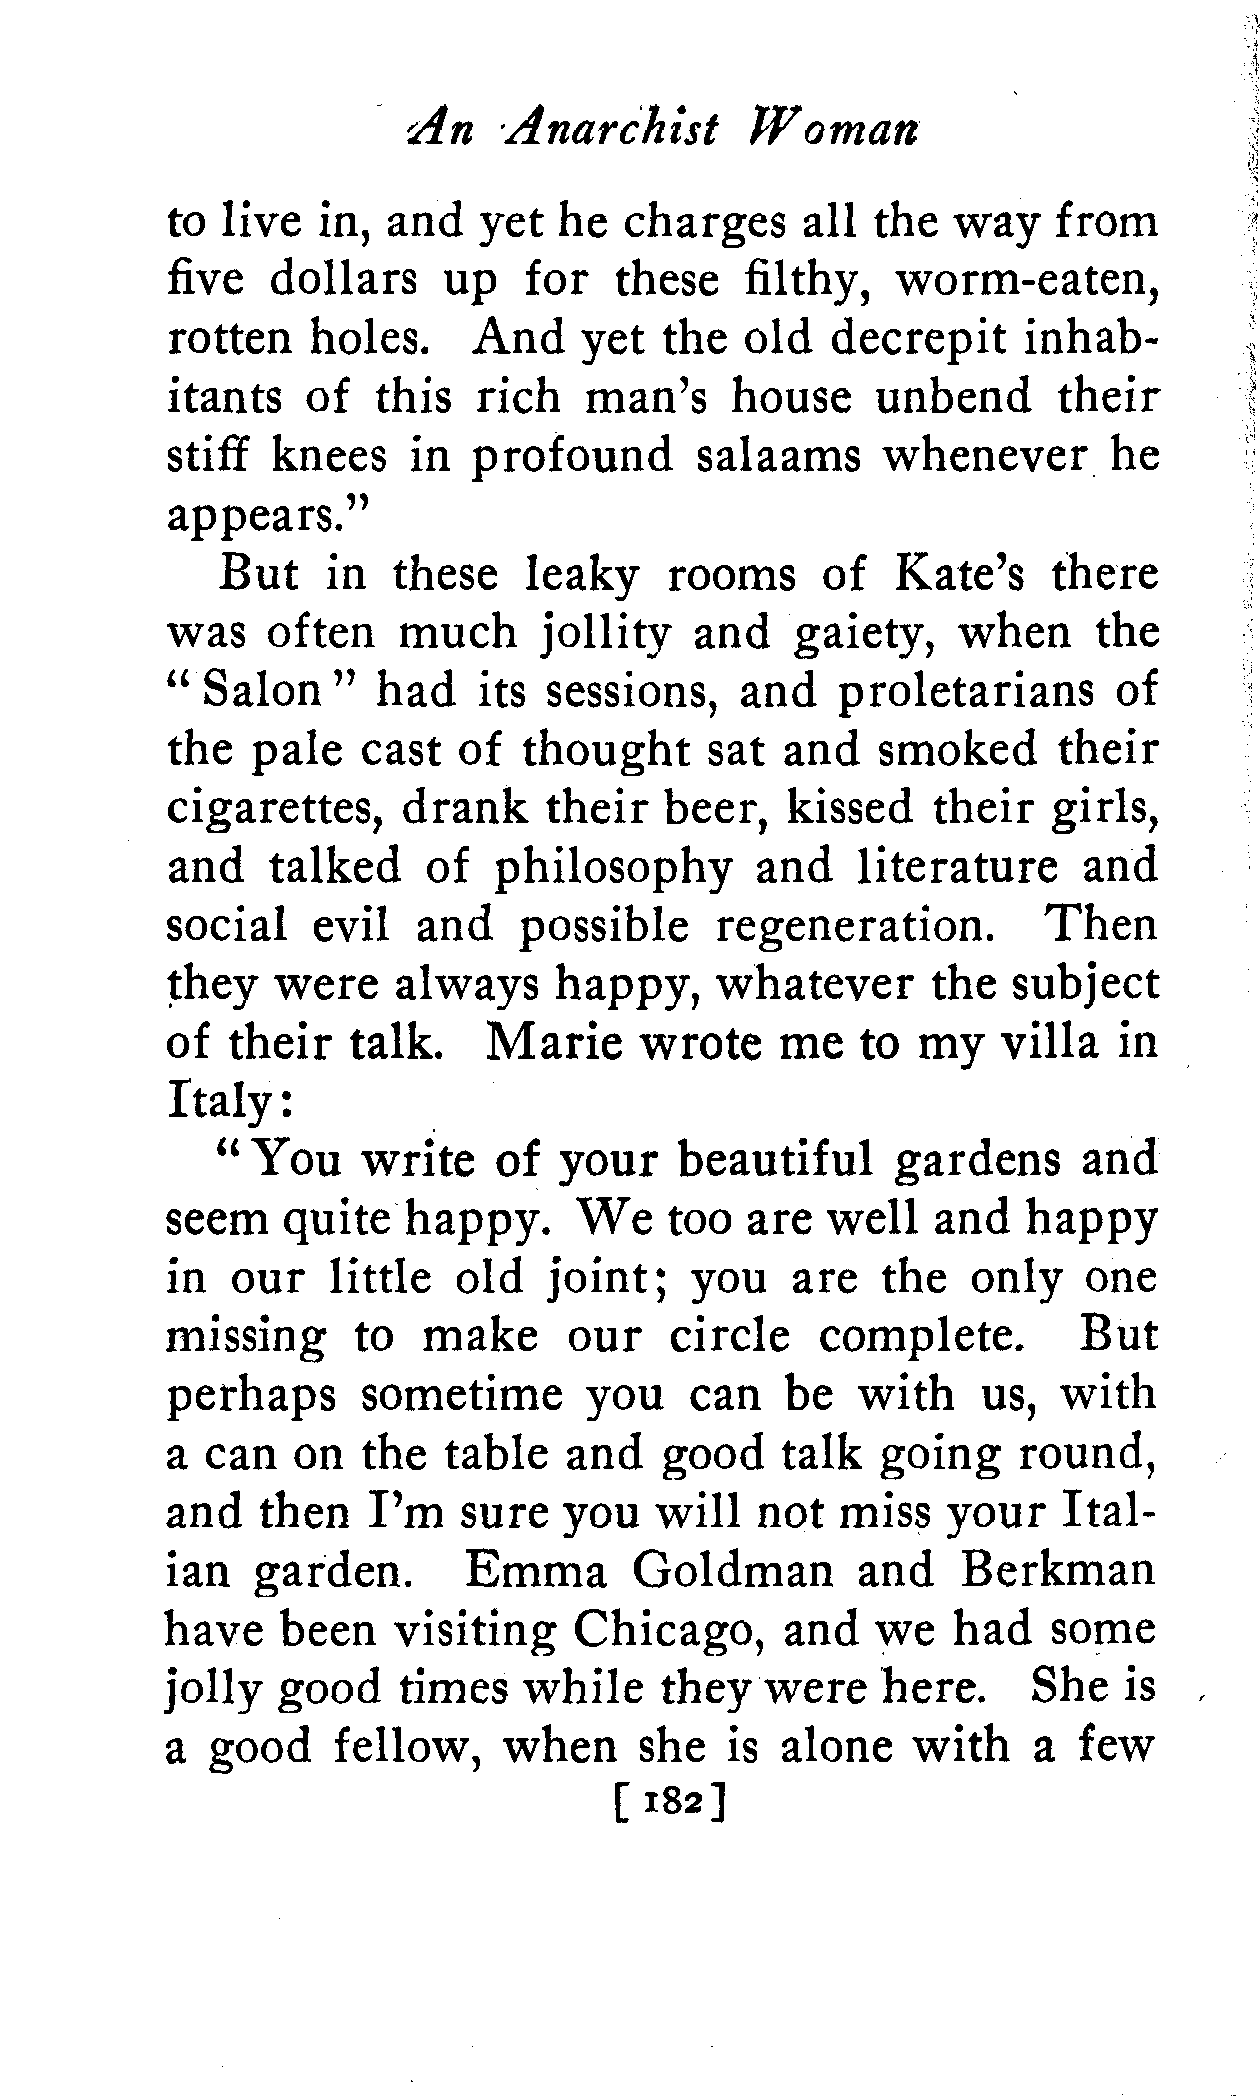 An Anarchist Woman
to live in, and yet he charges all the way from
five dollars up for these filthy, worm-eaten,
rotten holes. And yet the old decrepit inhab-
itants of this rich man's house unbend their
stiff knees in profound salaams whenever he
appears."
But in these leaky rooms of Kate's there
was often much jollity and gaiety, when the
"Salon" had its sessions, and proletarians of
the pale cast of thought sat and smoked their
cigarettes, drank their beer, kissed their girls,
and talked of philosophy and literature and
social evil and possible regeneration. Then
they were always happy, whatever the subject
of their talk. Marie wrote me to my villa in
Italy:
"You write of your beautiful gardens and
seem quite happy. We too are well and happy
in our little old joint; you are the only one
missing to make our circle complete. But
perhaps sometime you can be with us, with
a can on the table and good talk going round,
and then I'm sure you will not miss your Ital-
ian garden. Emma Goldman and Berkman
have been visiting Chicago, and we had some
jolly good times while they were here. She is
a good fellow, when she is alone with a few
[182]